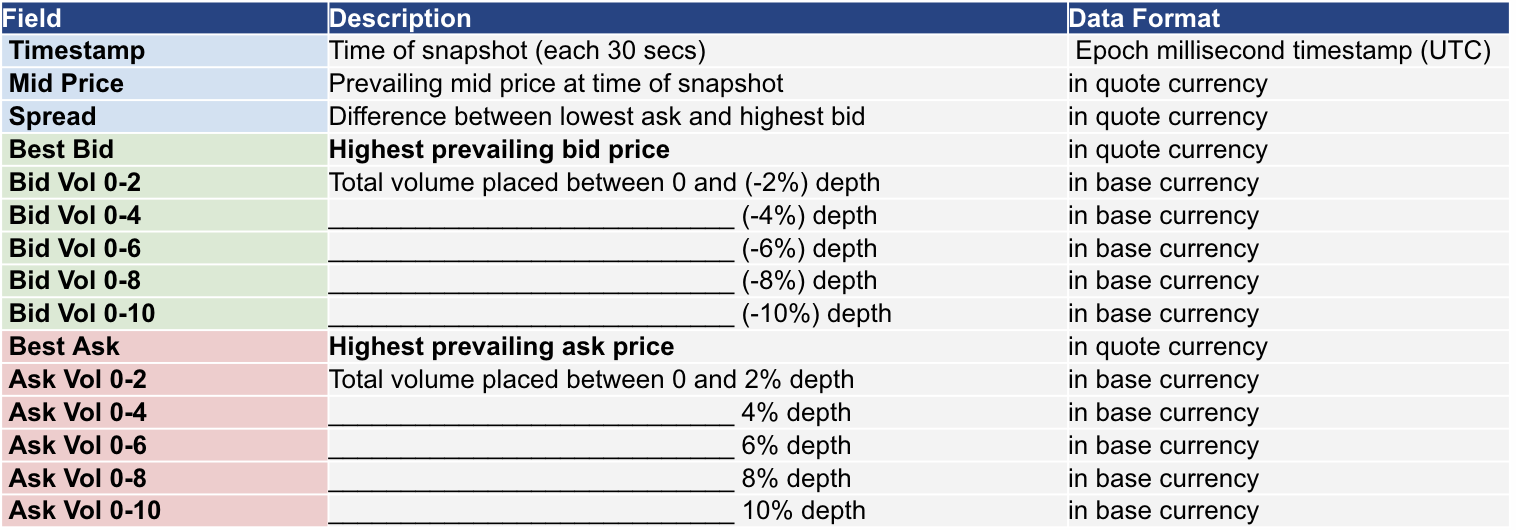 Field Description Data Format
Timestamp Time of snapshot (each 30 secs) Epoch millisecond timestamp (UTC)
Mid Price Prevailing mid price at time of snapshot in quote currency
Spread Difference between lowest ask and highest bid in quote currency
Best Bid Highest prevailing bid price in quote currency
Bid Vol 0-2 Total volume placed between 0 and (-2%) depth in base currency
Bid Vol 0-4 ____________________________ (-4%) depth in base currency
Bid Vol 0-6 ____________________________ (-6%) depth in base currency
Bid Vol 0-8 ____________________________ (-8%) depth in base currency
Bid Vol 0-10 ____________________________ (-10%) depth in base currency
Best Ask Highest prevailing ask price in quote currency
Ask Vol 0-2 Total volume placed between 0 and 2% depth in base currency
Ask Vol 0-4 ____________________________ 4% depth in base currency
Ask Vol 0-6 ____________________________ 6% depth in base currency
Ask Vol 0-8 ____________________________ 8% depth in base currency
Ask Vol 0-10 ____________________________ 10% depth in base currency